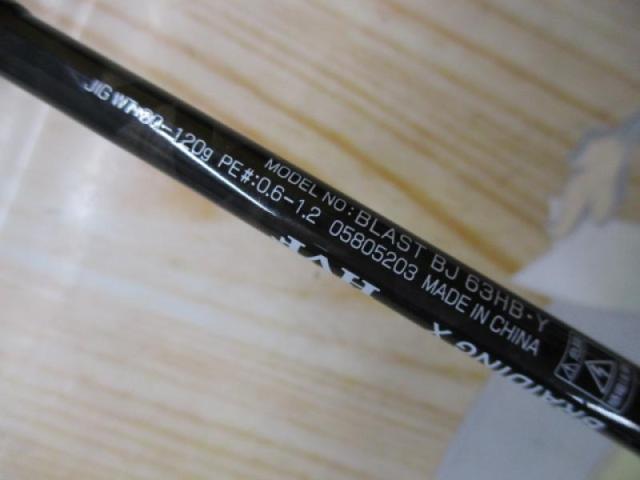 MODEL NO: BLAST BJ 63HB·Y
JIG WT:30-120g PE#:0.6-1.2 05805203 MADE IN CHINA
HVF
BRAIDING X